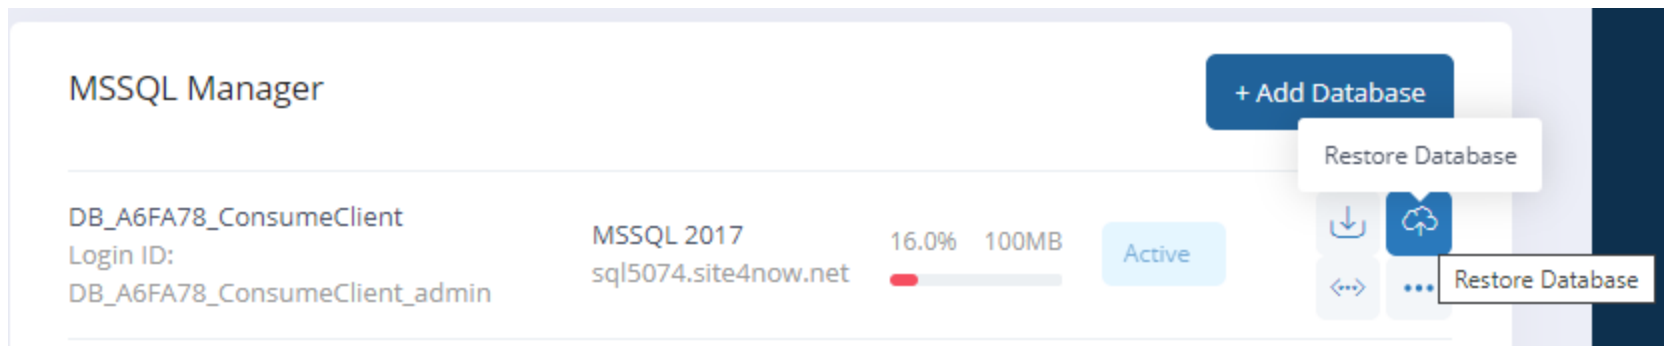 MSSQL Manager
+ Add Database
Restore Database
DB_A6FA78_ConsumeClient
Login ID:
DB_A6FA78_ConsumeClient_admin
MSSQL 2017
sql5074.site4now.net
16.0% 100MB
Active
Restore Database